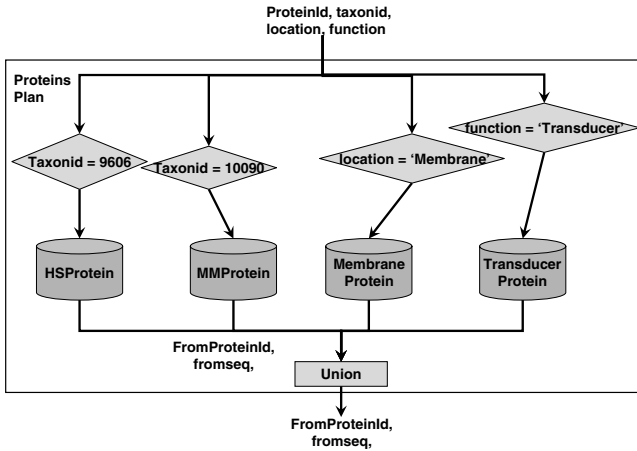 ProteinId, taxonid,
location, function
Proteins
Plan
Taxonid = 9606
Taxonid = 10090
location = ‘Membrane’
function = ‘Transducer’
HSProtein
MMProtein
Membrane
Protein
Transducer
Protein
FromProteinId,
fromseq,
Union
FromProteinId,
fromseq,